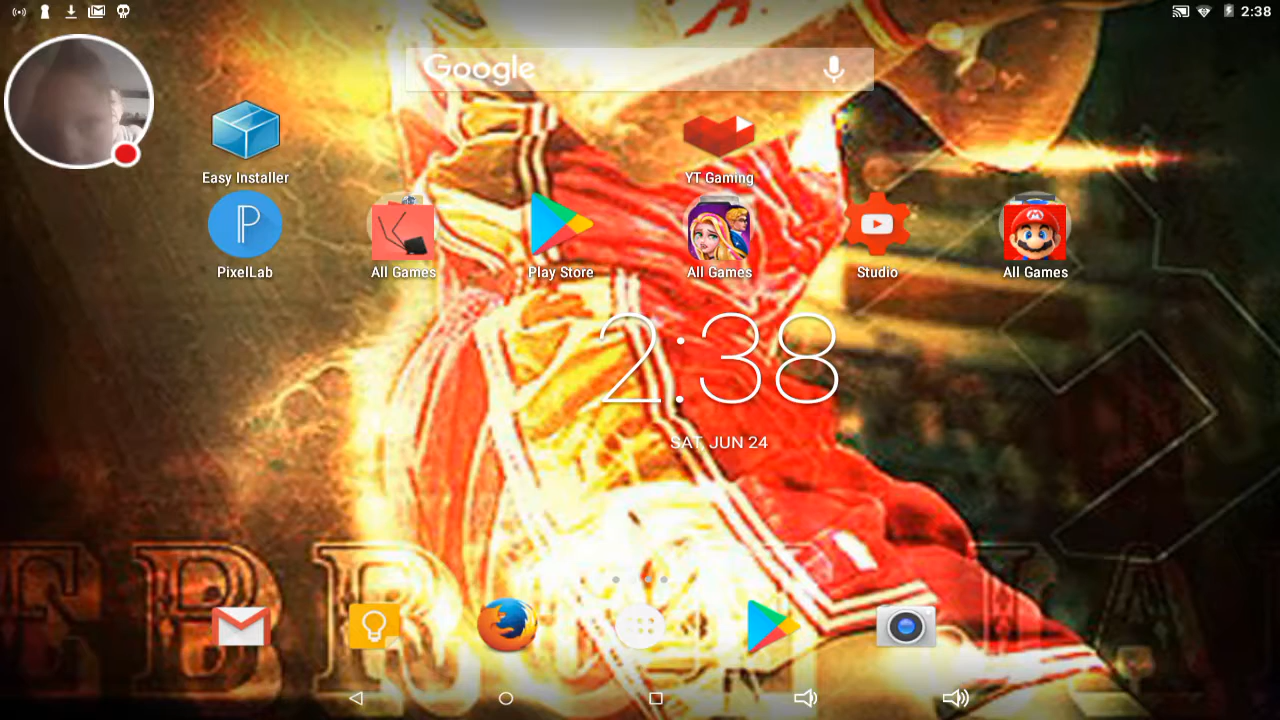 2:38
Google
Easy Installer
YT Gaming
PixelLab
All Games
Play Store
All Games
Studio
All Games
2:38
SAT, JUN 24